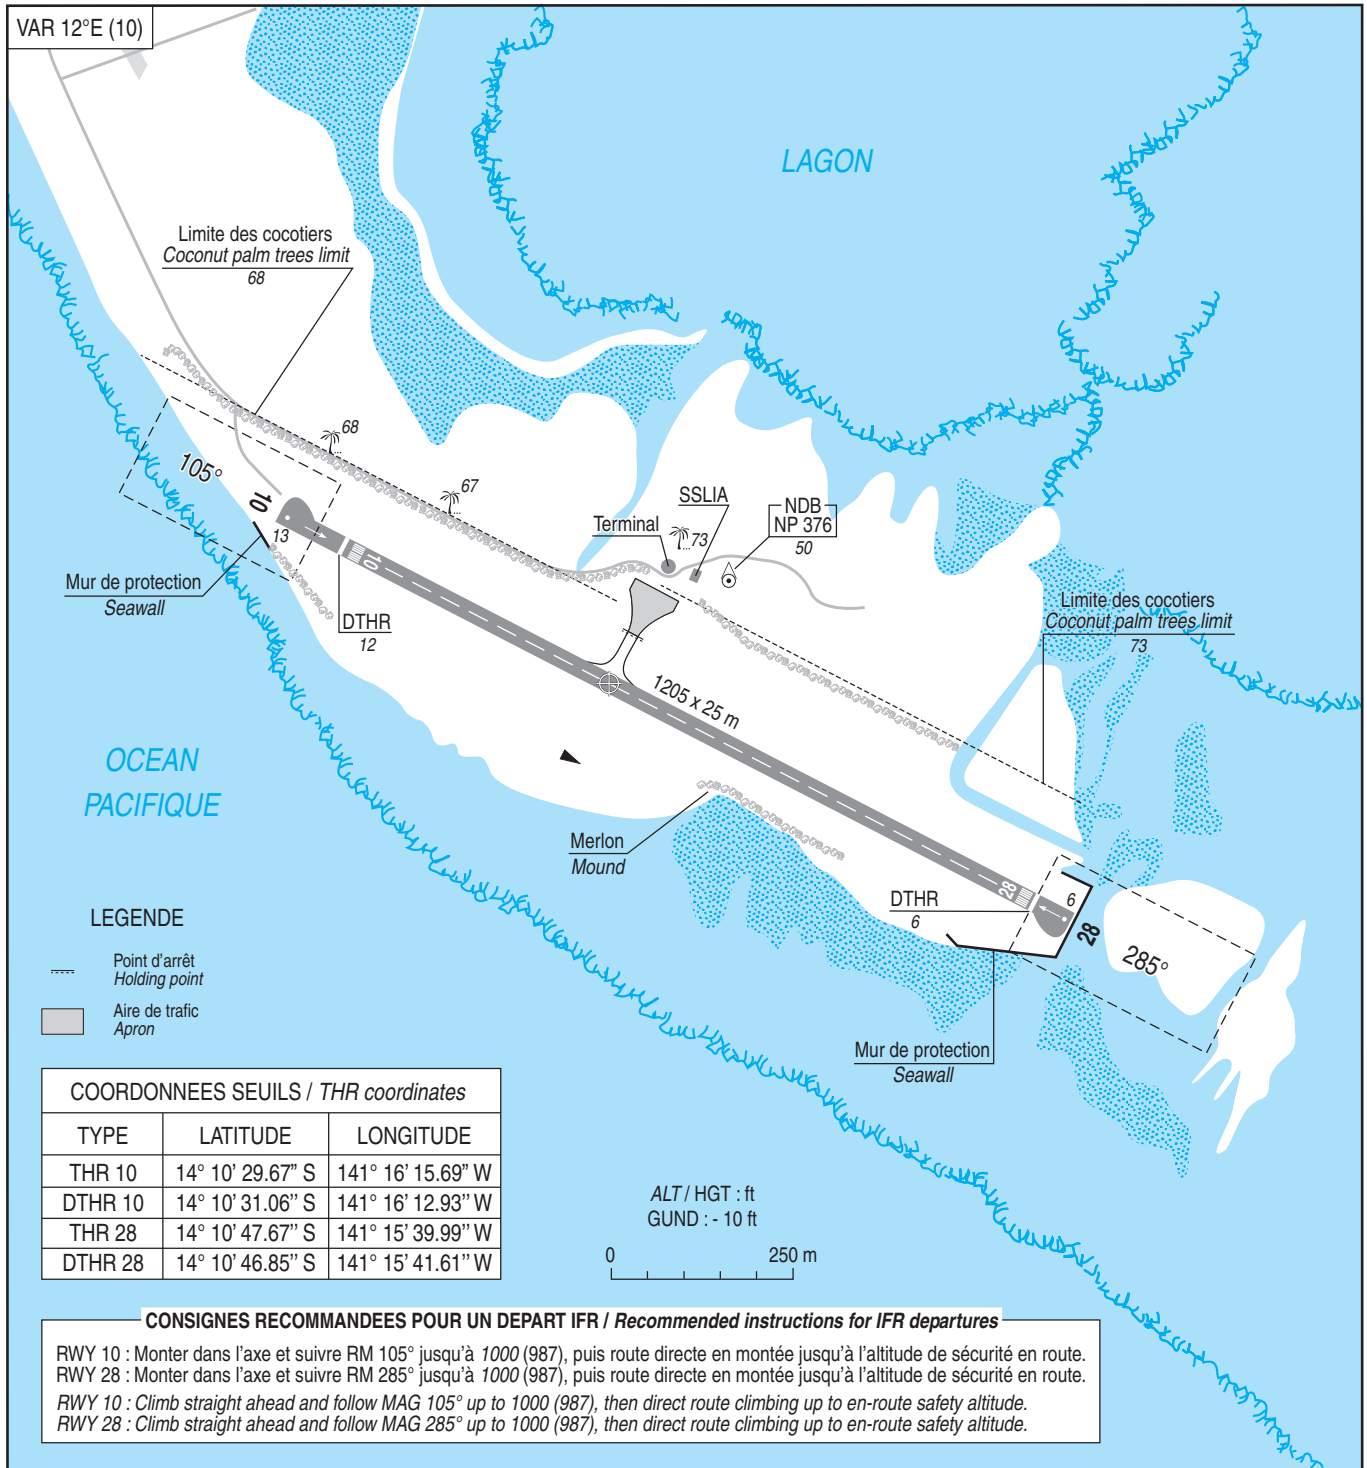 VAR 12°E (10)
LAGON
Limite des cocotiers
Coconut palm trees limit
68
68
67
105°
10
13
10
Mur de protection
Seawall
DTHR
12
Terminal
73
SSLIA
NDB
NP 376
50
Limite des cocotiers
Coconut palm trees limit
73
1205 x 25 m
OCEAN
PACIFIQUE
Merlon
Mound
28
DTHR
6
6
28
285°
Mur de protection
Seawall
LEGENDE
Point d'arrêt
Holding point
Aire de trafic
Apron
COORDONNEES SEUILS / THR coordinates
TYPE LATITUDE LONGITUDE
THR 10 14° 10’ 29.67” S 141° 16’ 15.69” W
DTHR 10 14° 10’ 31.06’’ S 141° 16’ 12.93’’ W
THR 28 14° 10’ 47.67’’ S 141° 15’ 39.99’’ W
DTHR 28 14° 10’ 46.85’’ S 141° 15’ 41.61’’ W
ALT / HGT : ft
GUND : - 10 ft
0 250 m
CONSIGNES RECOMMANDEES POUR UN DEPART IFR / Recommended instructions for IFR departures
RWY 10 : Monter dans l’axe et suivre RM 105° jusqu’à 1000 (987), puis route directe en montée jusqu’à l’altitude de sécurité en route.
RWY 28 : Monter dans l’axe et suivre RM 285° jusqu’à 1000 (987), puis route directe en montée jusqu’à l’altitude de sécurité en route.
RWY 10 : Climb straight ahead and follow MAG 105° up to 1000 (987), then direct route climbing up to en-route safety altitude.
RWY 28 : Climb straight ahead and follow MAG 285° up to 1000 (987), then direct route climbing up to en-route safety altitude.